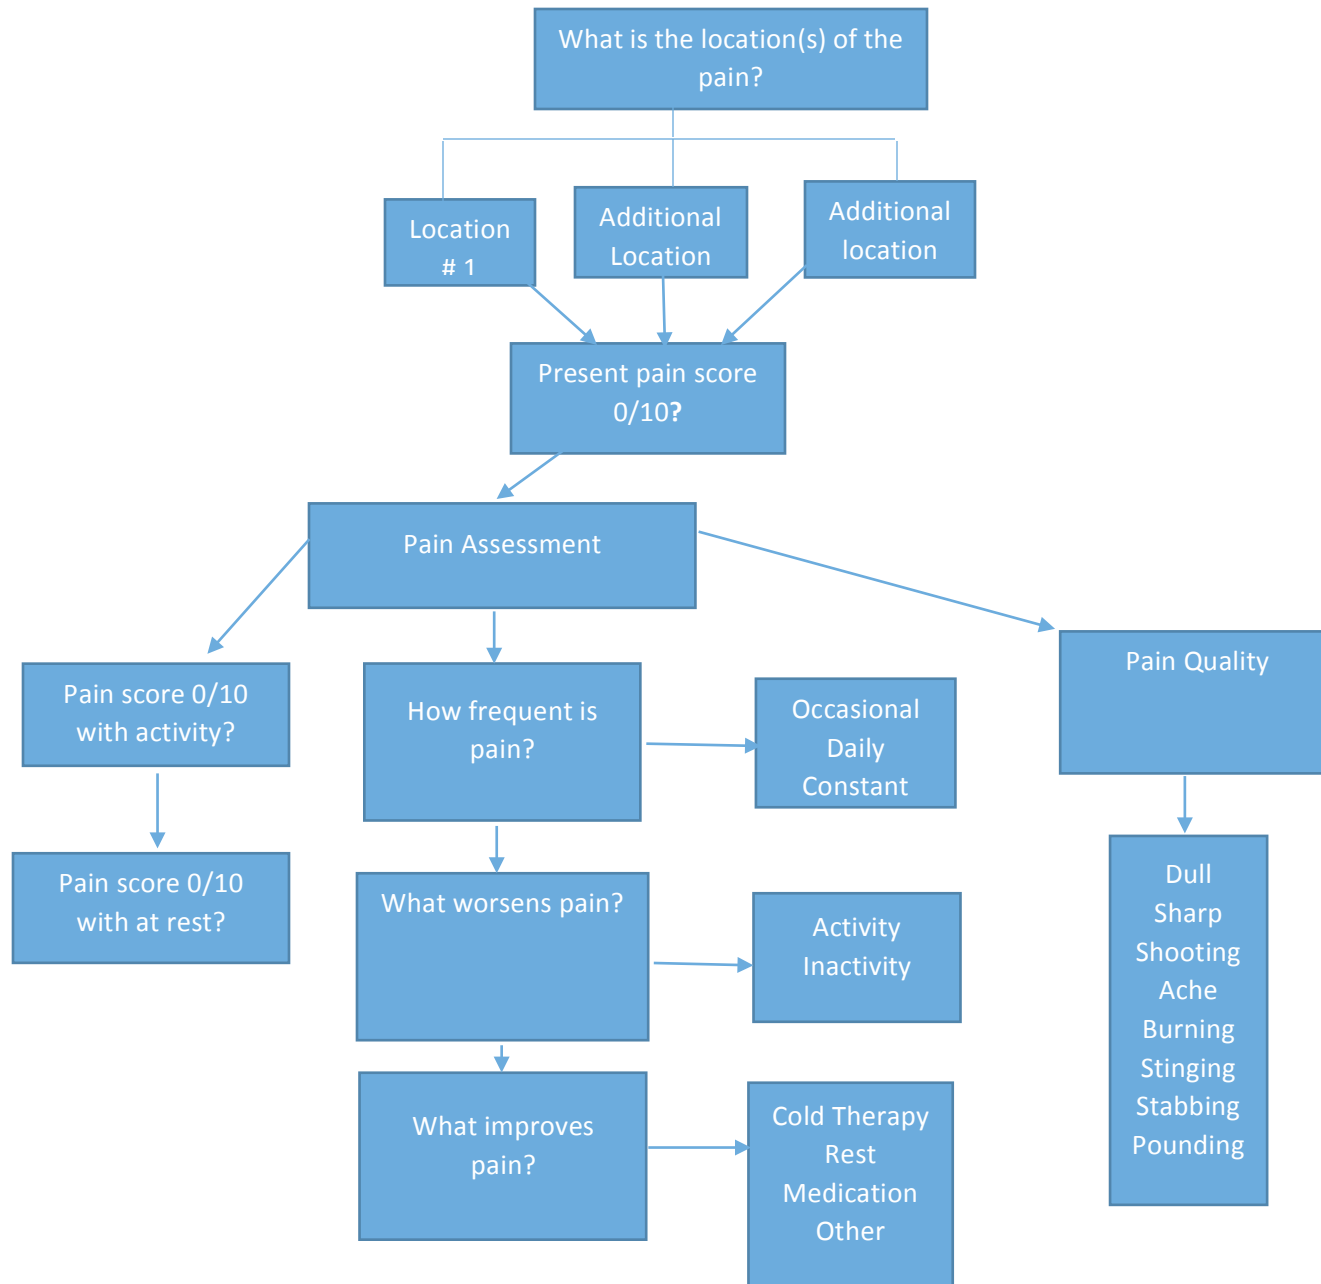 What is the location(s) of the
pain?
Location
# 1
Additional
Location
Additional
location
Present pain score
0/10?
Pain Assessment
Pain score 0/10
with activity?
Pain score 0/10
with at rest?
How frequent is
pain?
Occasional
Daily
Constant
What worsens pain?
Activity
Inactivity
What improves
pain?
Cold Therapy
Rest
Medication
Other
Pain Quality
Dull
Sharp
Shooting
Ache
Burning
Stinging
Stabbing
Pounding